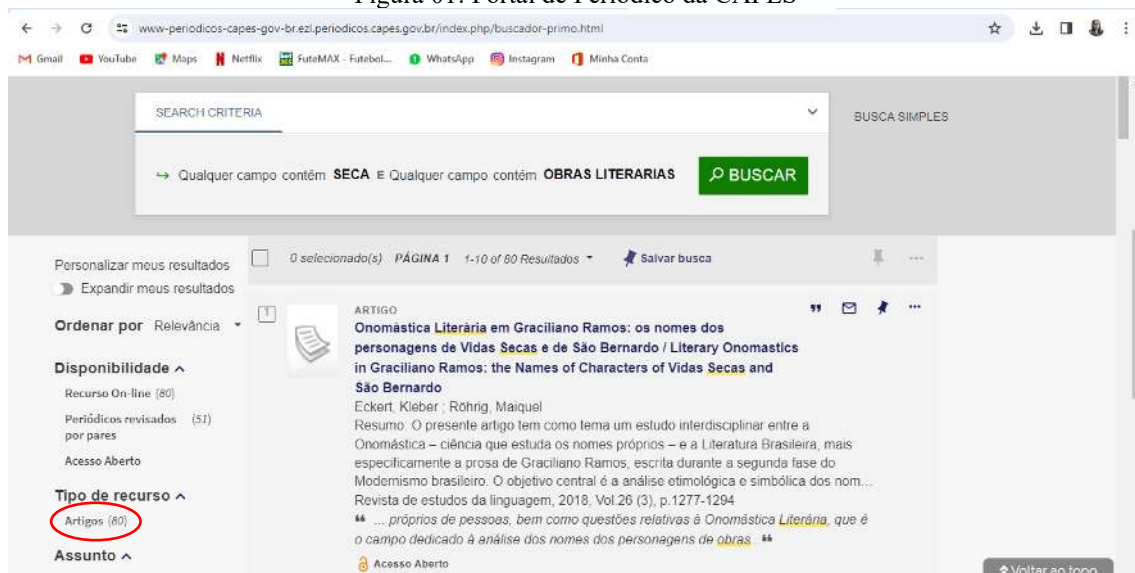 Figura 01: Portal de Periódico da CAPES
www-periodicos-capes-gov-br.ezl.periodicos.capes.gov.br/index.php/buscador-primo.html
Gmail YouTube Maps Netflix FuteMAX - Futebol... WhatsApp Instagram Minha Conta
SEARCH CRITERIA
BUSCA SIMPLES
Qualquer campo contém SECA E Qualquer campo contém OBRAS LITERARIAS
BUSCAR
Personalizar meus resultados
Expandir meus resultados
Ordenar por Relevância
Disponibilidade
Recurso On-line (80)
Periódicos revisados (51)
por pares
Acesso Aberto
Tipo de recurso
Artigos (80)
Assunto
0 selecionado(s) PÁGINA 1 1-10 of 80 Resultados Salvar busca
1
ARTIGO
Onomástica Literária em Graciliano Ramos: os nomes dos
personagens de Vidas Secas e de São Bernardo / Literary Onomastics
in Graciliano Ramos: the Names of Characters of Vidas Secas and
São Bernardo
Eckert, Kleber ; Röhrig, Maiquel
Resumo: O presente artigo tem como tema um estudo interdisciplinar entre a
Onomástica – ciência que estuda os nomes próprios – e a Literatura Brasileira, mais
especificamente a prosa de Graciliano Ramos, escrita durante a segunda fase do
Modernismo brasileiro. O objetivo central é a análise etimológica e simbólica dos nom...
Revista de estudos da linguagem, 2018, Vol.26 (3), p.1277-1294
... próprios de pessoas, bem como questões relativas à Onomástica Literária, que é
o campo dedicado à análise dos nomes dos personagens de obras
Acesso Aberto
Voltar ao topo